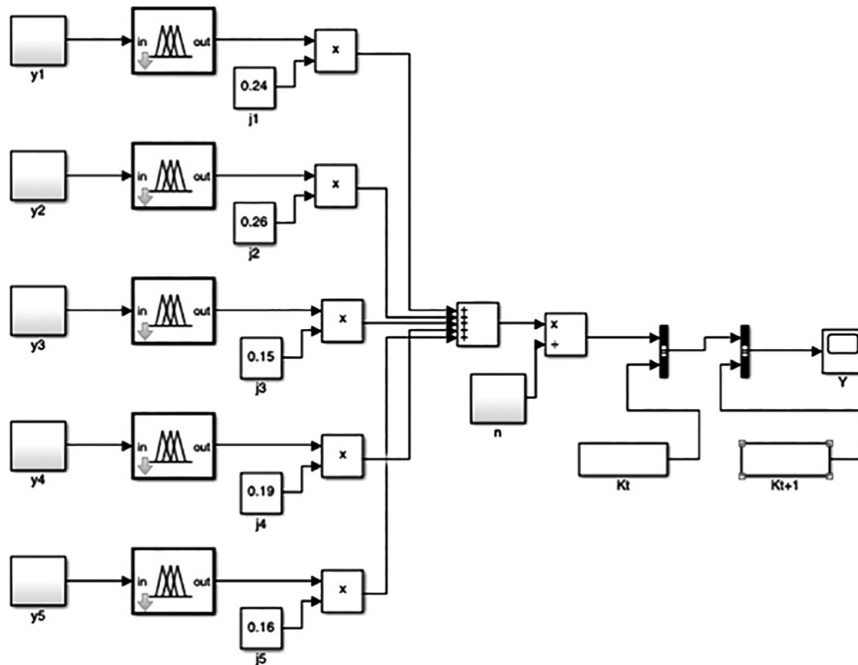 in out
x
0.24
y1
j1
in out
x
0.26
y2
j2
in out
x
0.15
y3
j3
+
+
+
+
+
x
÷
n
Y
in out
x
0.19
y4
j4
Kt
Kt+1
in out
x
0.16
y5
j5